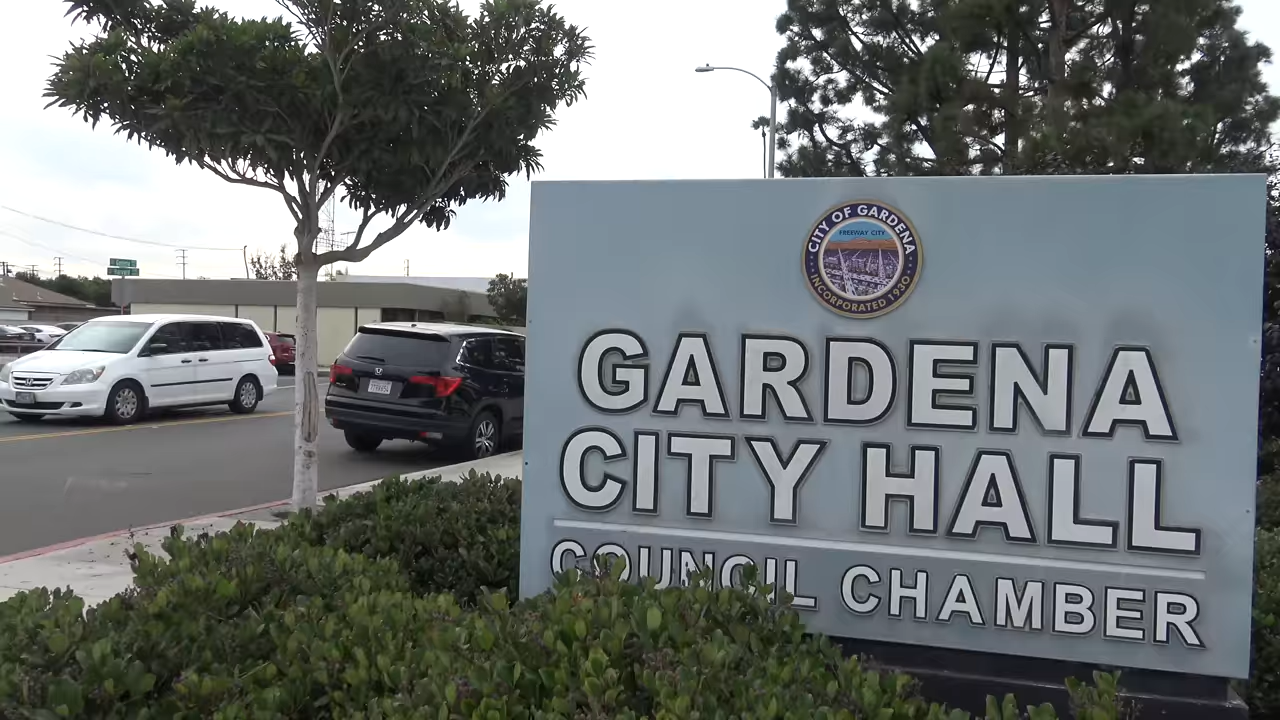 CITY OF GARDENA
FREEWAY CITY
INCORPORATED 1930
GARDENA
CITY HALL
COUNCIL CHAMBER